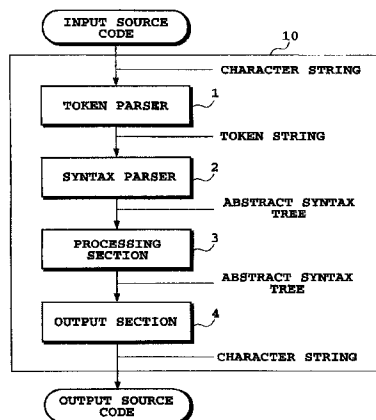 INPUT SOURCE
CODE
10
CHARACTER STRING
1
TOKEN PARSER
TOKEN STRING
2
SYNTAX PARSER
ABSTRACT SYNTAX
TREE
3
PROCESSING
SECTION
ABSTRACT SYNTAX
TREE
4
OUTPUT SECTION
CHARACTER STRING
OUTPUT SOURCE
CODE